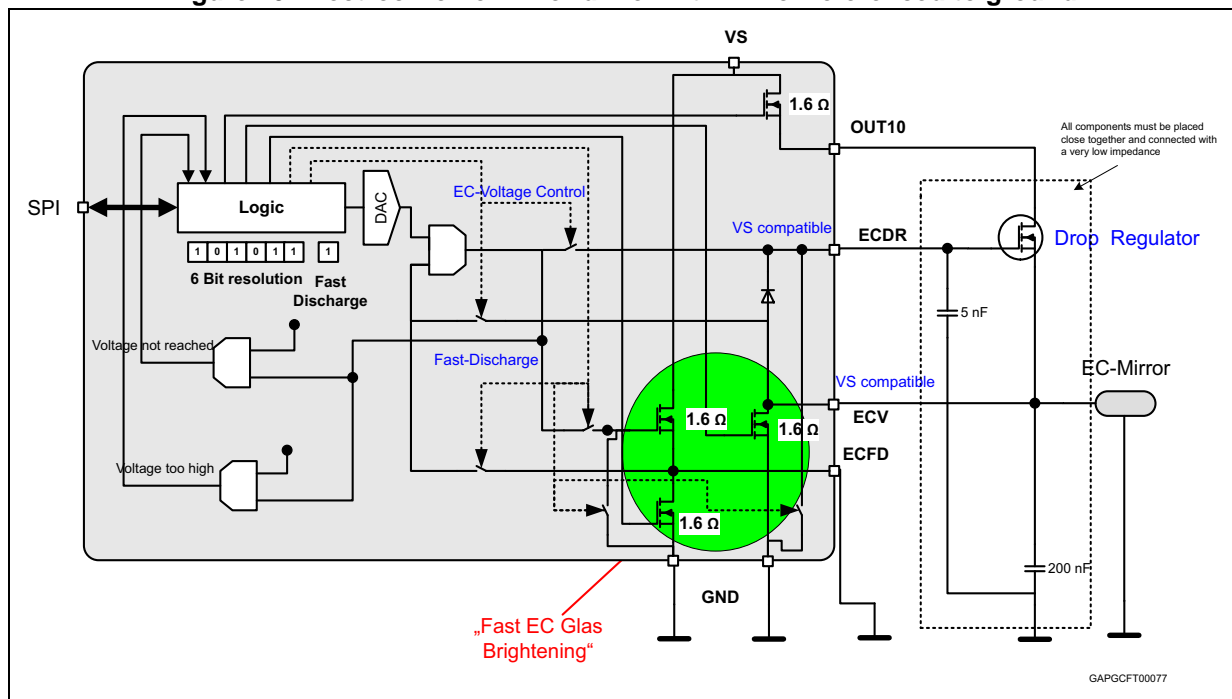 VS
1.6 Ω
OUT10
All components must be placed
close together and connected with
a very low impedance
SPI
Logic
DAC
EC-Voltage Control
VS compatible
ECDR
Drop Regulator
1 0 1 0 1 1
1
6 Bit resolution
Fast
Discharge
5 nF
Voltage not reached
Fast-Discharge
VS compatible
EC-Mirror
1.6 Ω
1.6 Ω
ECV
ECFD
Voltage too high
1.6 Ω
200 nF
GND
„Fast EC Glas
Brightening“
GAPGCFT00077